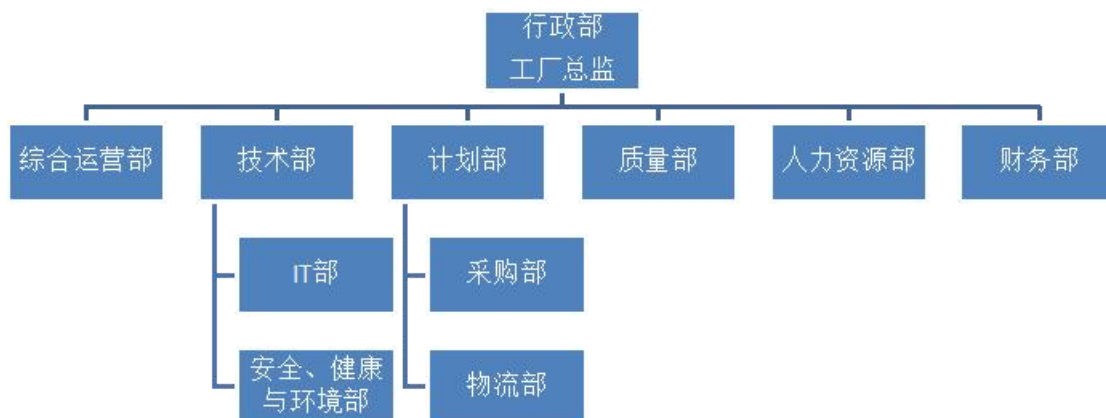 行政部
工厂总监
综合运营部
技术部
计划部
质量部
人力资源部
财务部
IT部
采购部
安全、健康
与环境部
物流部